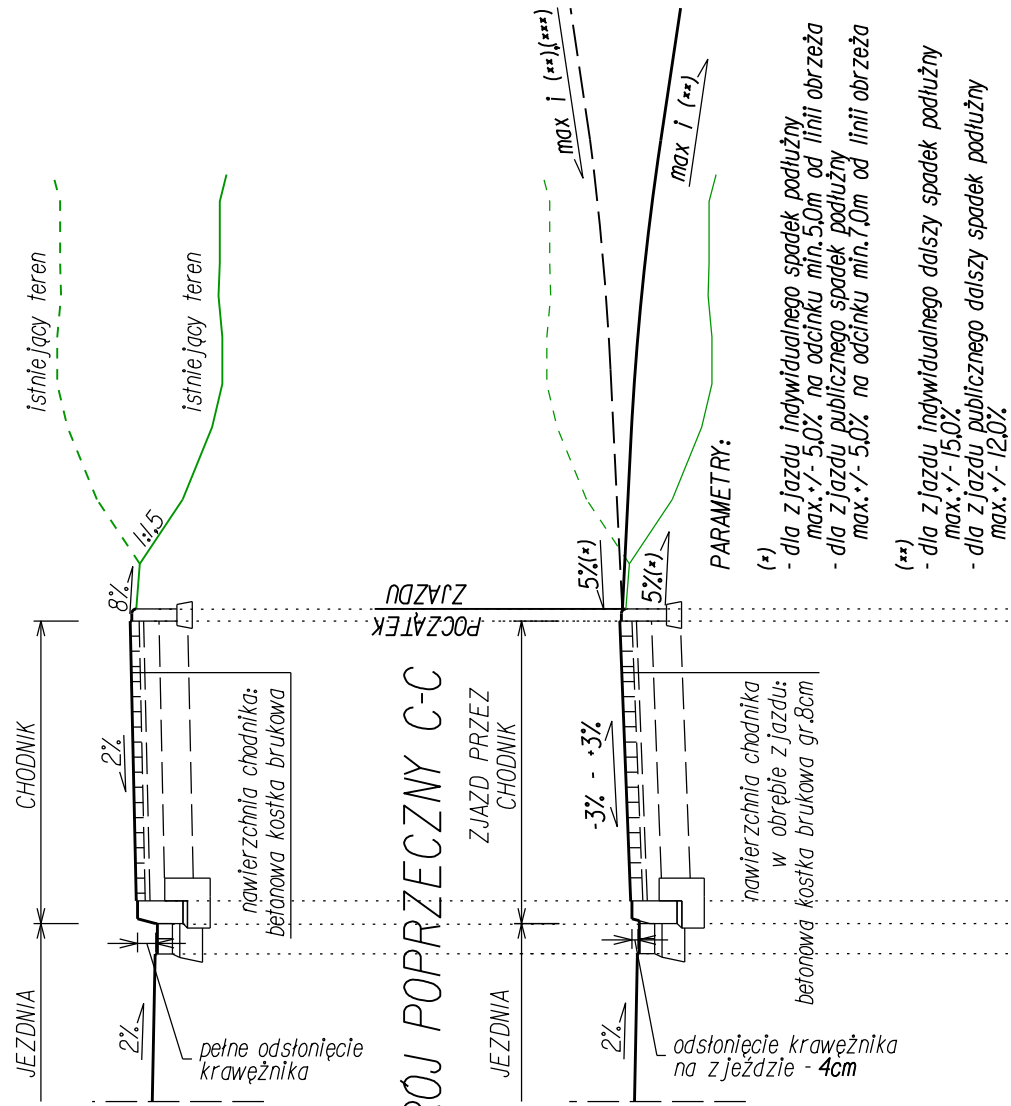 istniejący teren
istniejący teren
1:1,5
8%
CHODNIK
2%
nawierzchnia chodnika:
betonowa kostka brukowa
JEZDNIA
2%
pełne odsłonięcie
krawężnika
POCZĄTEK
ZJAZDU
POPRZECZNY C-C
ZJAZD PRZEZ
CHODNIK
max i (xx)(xxx)
max i (xx)
5%(x)
5%(x)
-3% - +3%
nawierzchnia chodnika
w obrębie zjazdu:
betonowa kostka brukowa gr.8cm
JEZDNIA
2%
odsłonięcie krawężnika
na zjeździe - 4cm
PARAMETRY:
(x)
- dla zjazdu indywidualnego spadek podłużny
max.+/- 5,0% na odcinku min.5,0m od linii obrzeża
- dla zjazdu publicznego spadek podłużny
max.+/- 5,0% na odcinku min.7,0m od linii obrzeża
(xx)
- dla zjazdu indywidualnego dalszy spadek podłużny
max.+/- 15,0%
- dla zjazdu publicznego dalszy spadek podłużny
max.+/- 12,0%